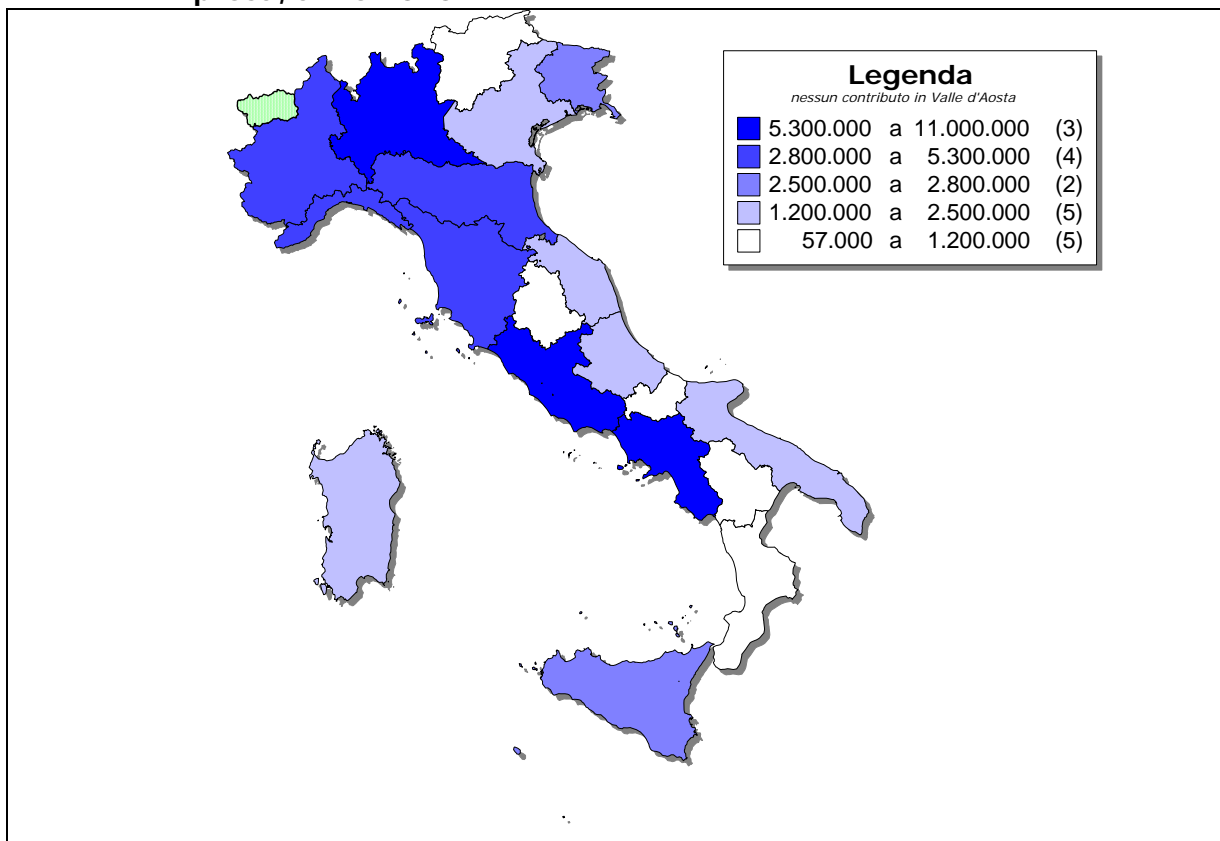 Legenda
nessun contributo in Valle d'Aosta
5.300.000 a 11.000.000 (3)
2.800.000 a 5.300.000 (4)
2.500.000 a 2.800.000 (2)
1.200.000 a 2.500.000 (5)
57.000 a 1.200.000 (5)